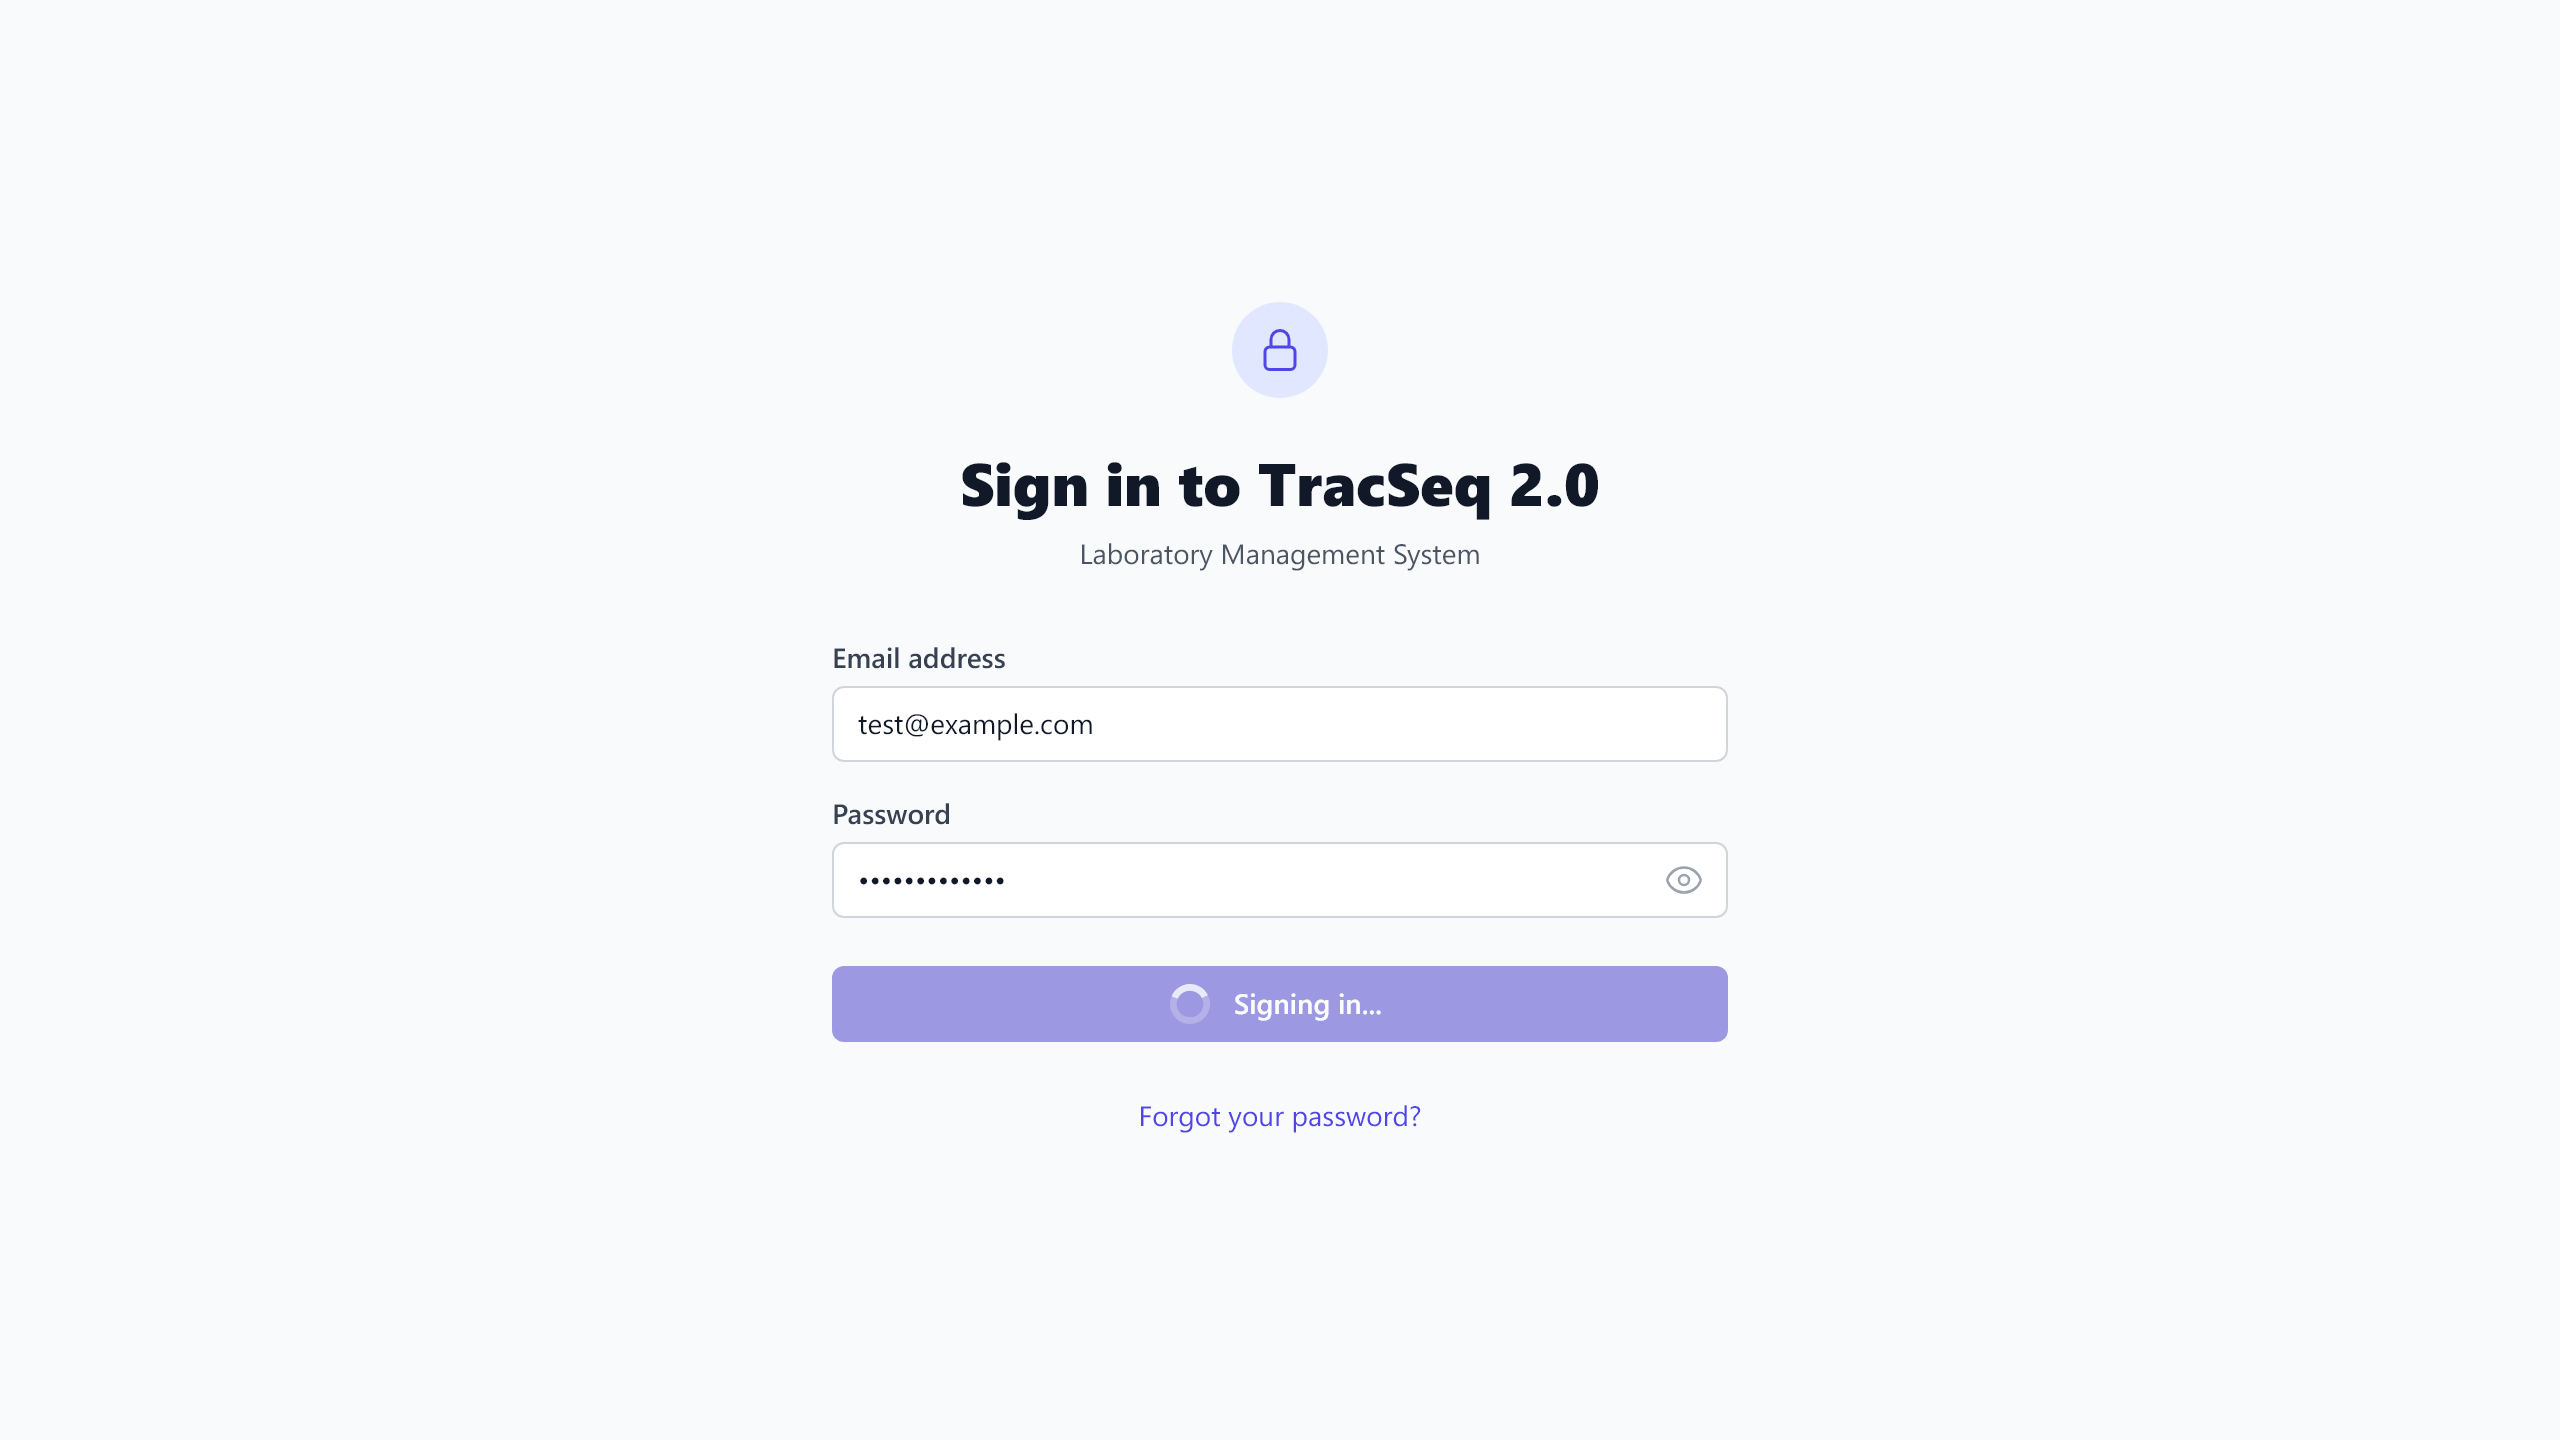 Sign in to TracSeq 2.0
Laboratory Management System
Email address
test@example.com
Password
•••••••••••••
Signing in...
Forgot your password?